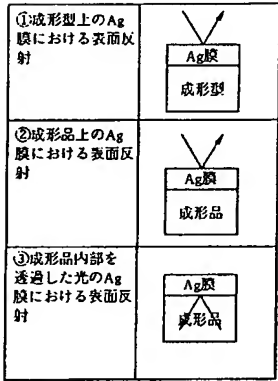 ①成形型上のAg
膜における表面反
射
Ag膜
成形型
②成形品上のAg
膜における表面反
射
Ag膜
成形品
③成形品内部を
透過した光のAg
膜における表面反
射
Ag膜
成形品